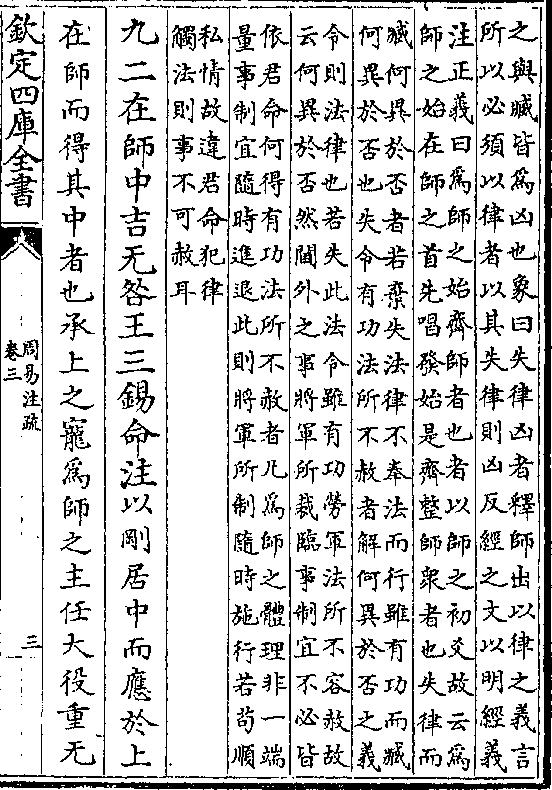 之與臧皆爲凶也象曰失律凶者釋師出以律之義言
所以必須以律者以其失律則凶反經之文以明經義
注正義曰爲師之始齊師者也者以師之初爻故云爲
師之始在師之首先唱發始是齊整師衆者也失律而
臧何異於否者若棄失法律不奉法而行雖有功而臧
何異於否也失令有功法所不赦者解何異於否之義
令則法律也若失此法令雖有功勞軍法所不容赦故
云何異於否然閫外之事將軍所裁臨事制宜不必皆
依君命何得有功法所不赦者凡爲師之體理非一端
量事制宜隨時進退此則將軍所制隨時施行若苟順
私情故違君命犯律
觸法則事不可赦耳
九二在師中吉无咎王三錫命注以剛居中而應於上
在師而得其中者也承上之寵爲師之主任大役重无
欽定四庫全書
周易注疏
卷三
三